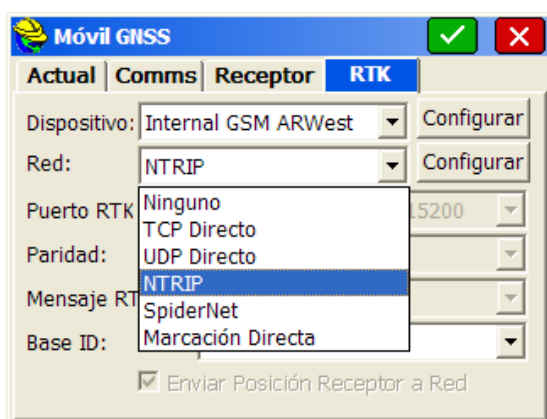 Móvil GNSS
Actual Comms Receptor RTK
Dispositivo: Internal GSM ARWest Configurar
Red: NTRIP Configurar
Ninguno
Puerto RTK 15200
TCP Directo
Paridad: UDP Directo
NTRIP
Mensaje RT
SpiderNet
Base ID: Marcación Directa
Enviar Posición Receptor a Red